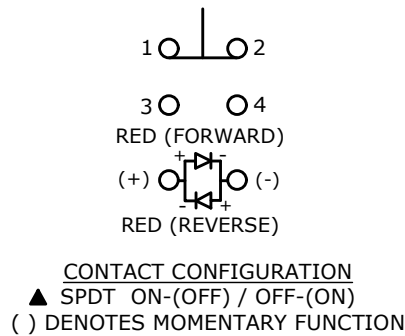 1 2
3 4
RED (FORWARD)
+ -
(+) (-)
- +
RED (REVERSE)
CONTACT CONFIGURATION
▲ SPDT ON-(OFF) / OFF-(ON)
( ) DENOTES MOMENTARY FUNCTION